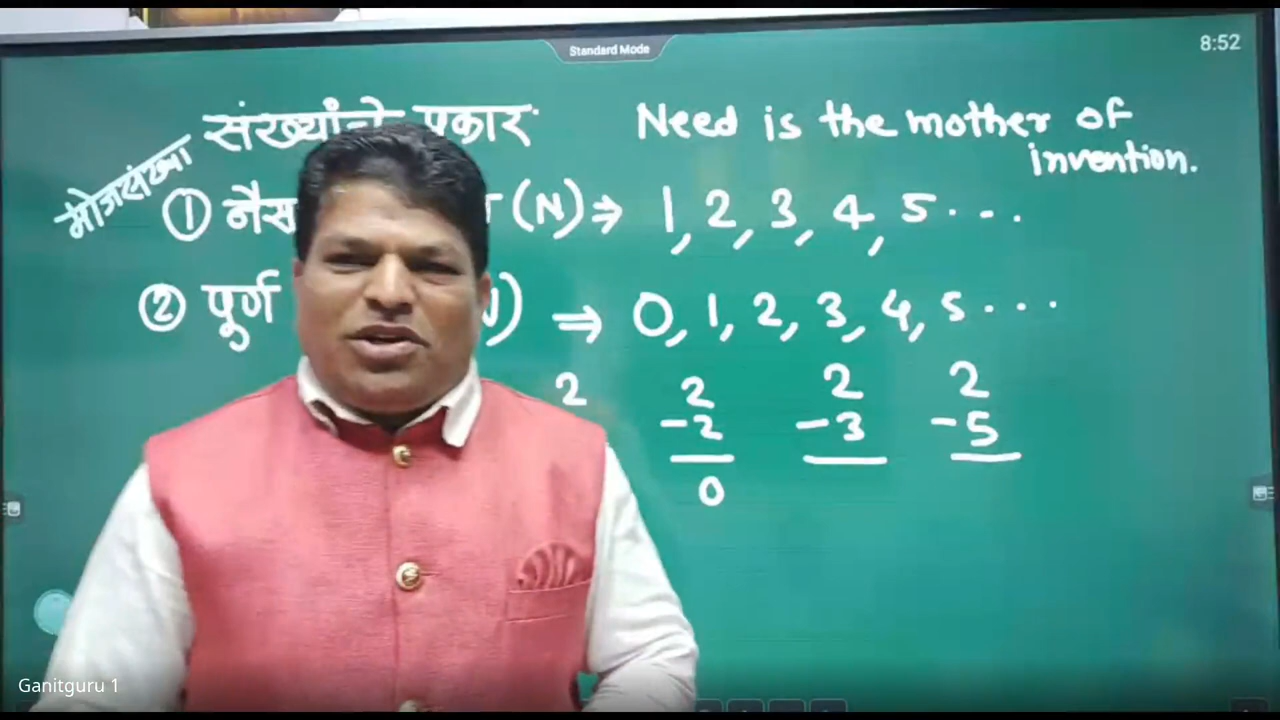 Standard Mode
8:52
संख्यांचे प्रकार
Need is the mother of
invention.
मोजसंख्या
① (N) ⇒ 1, 2, 3, 4, 5 . . .
② पूर्ण ⇒ 0, 1, 2, 3, 4, 5 . . .
2 2 2 2
-2 -3 -5
0
Ganitguru 1